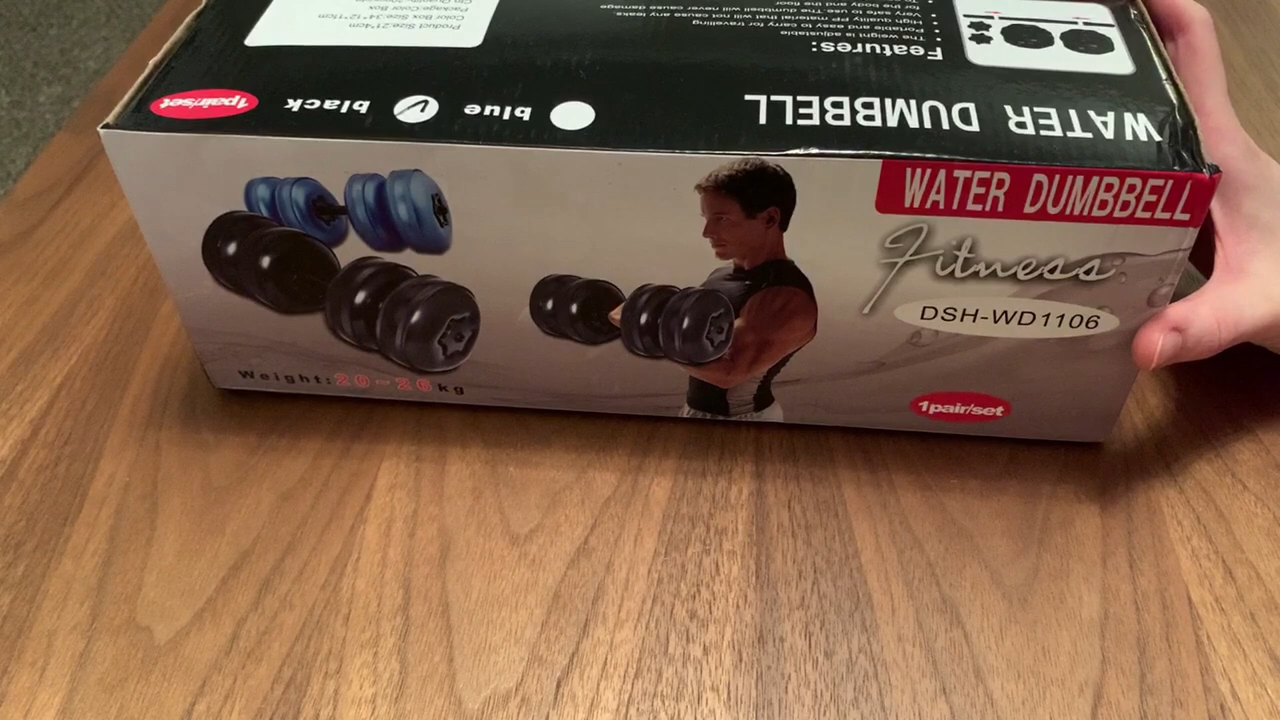 WATER DUMBBELL
Fitness
DSH-WD1106
Weight:20~26kg
1pair/set
WATER DUMBBELL
blue
black
1pair/set
Features:
The weight is adjustable
Portable and easy to carry for travelling
High quality PP material that will not cause any leaks.
Very safe to use.The dumbbell will never cause damage
for the body and the floor
Product Size:21*4cm
Color Box Size:34*12*11cm
Package:Color Box